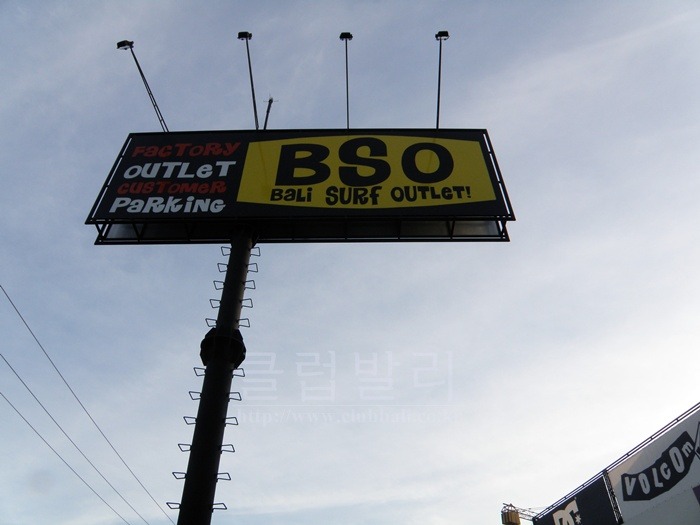 FACTORY
OUTLET
CUSTOMER
PARKING
BSO
BALI SURF OUTLET!
클럽발리
VOLCOM
DC